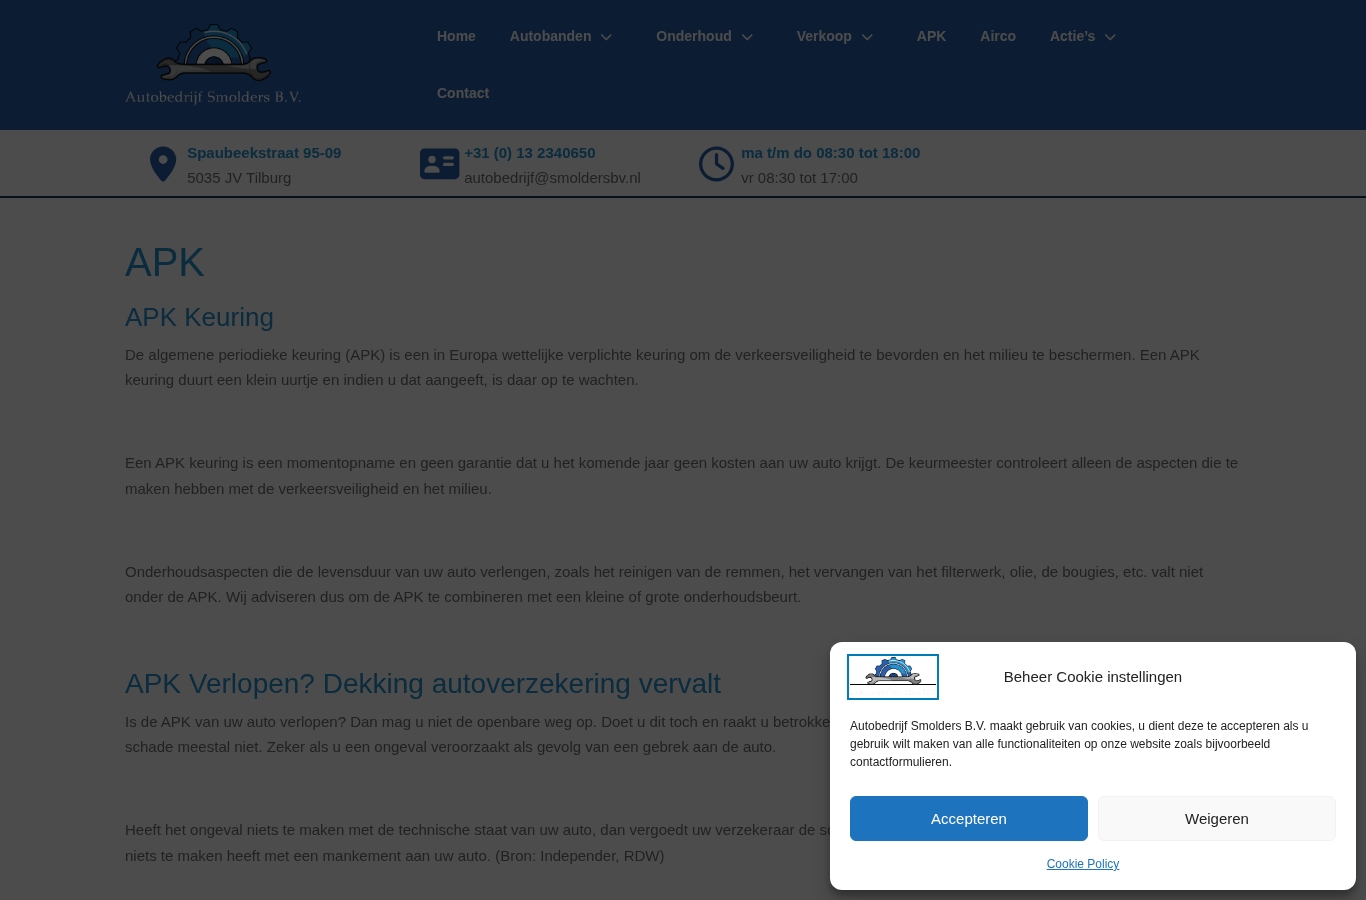 Autobedrijf Smolders B.V.
Home Autobanden Onderhoud Verkoop APK Airco Actie's
Contact
Spaubeekstraat 95-09
5035 JV Tilburg
+31 (0) 13 2340650
autobedrijf@smoldersbv.nl
ma t/m do 08:30 tot 18:00
vr 08:30 tot 17:00
APK
APK Keuring
De algemene periodieke keuring (APK) is een in Europa wettelijke verplichte keuring om de verkeersveiligheid te bevorden en het milieu te beschermen. Een APK
keuring duurt een klein uurtje en indien u dat aangeeft, is daar op te wachten.
Een APK keuring is een momentopname en geen garantie dat u het komende jaar geen kosten aan uw auto krijgt. De keurmeester controleert alleen de aspecten die te
maken hebben met de verkeersveiligheid en het milieu.
Onderhoudsaspecten die de levensduur van uw auto verlengen, zoals het reinigen van de remmen, het vervangen van het filterwerk, olie, de bougies, etc. valt niet
onder de APK. Wij adviseren dus om de APK te combineren met een kleine of grote onderhoudsbeurt.
APK Verlopen? Dekking autoverzekering vervalt
Is de APK van uw auto verlopen? Dan mag u niet de openbare weg op. Doet u dit toch en raakt u
schade meestal niet. Zeker als u een ongeval veroorzaakt als gevolg van een gebrek aan de auto.
Heeft het ongeval niets te maken met de technische staat van uw auto, dan vergoedt uw verzekeraar de
niets te maken heeft met een mankement aan uw auto. (Bron: Independer, RDW)
Beheer Cookie instellingen
Autobedrijf Smolders B.V. maakt gebruik van cookies, u dient deze te accepteren als u
gebruik wilt maken van alle functionaliteiten op onze website zoals bijvoorbeeld
contactformulieren.
Accepteren
Weigeren
Cookie Policy